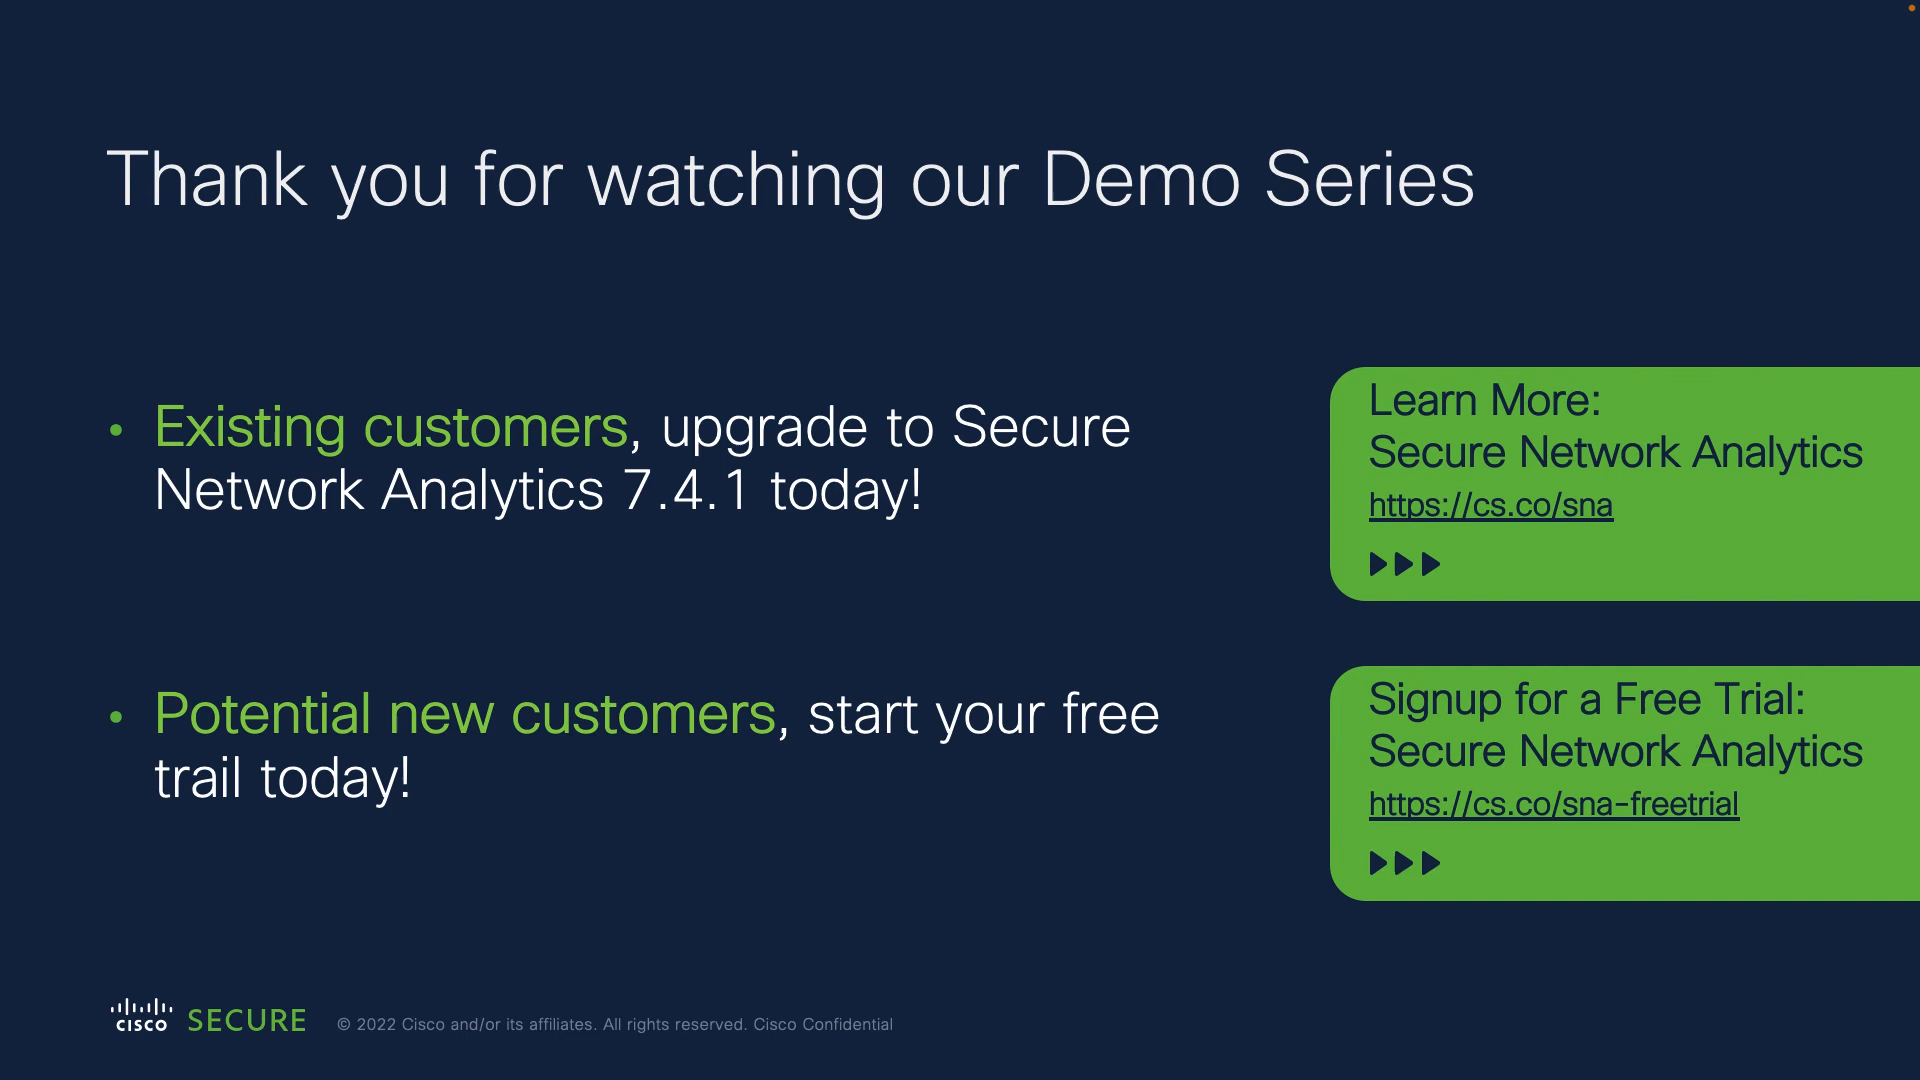 Thank you for watching our Demo Series
• Existing customers, upgrade to Secure
Network Analytics 7.4.1 today!
Learn More:
Secure Network Analytics
https://cs.co/sna
• Potential new customers, start your free
trail today!
Signup for a Free Trial:
Secure Network Analytics
https://cs.co/sna-freetrial
CISCO SECURE © 2022 Cisco and/or its affiliates. All rights reserved. Cisco Confidential